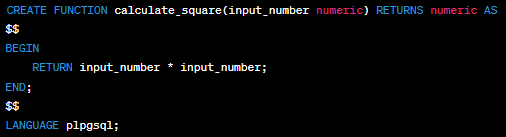 CREATE FUNCTION calculate_square(input_number numeric) RETURNS numeric AS
$$
BEGIN
    RETURN input_number * input_number;
END;
$$
LANGUAGE plpgsql;